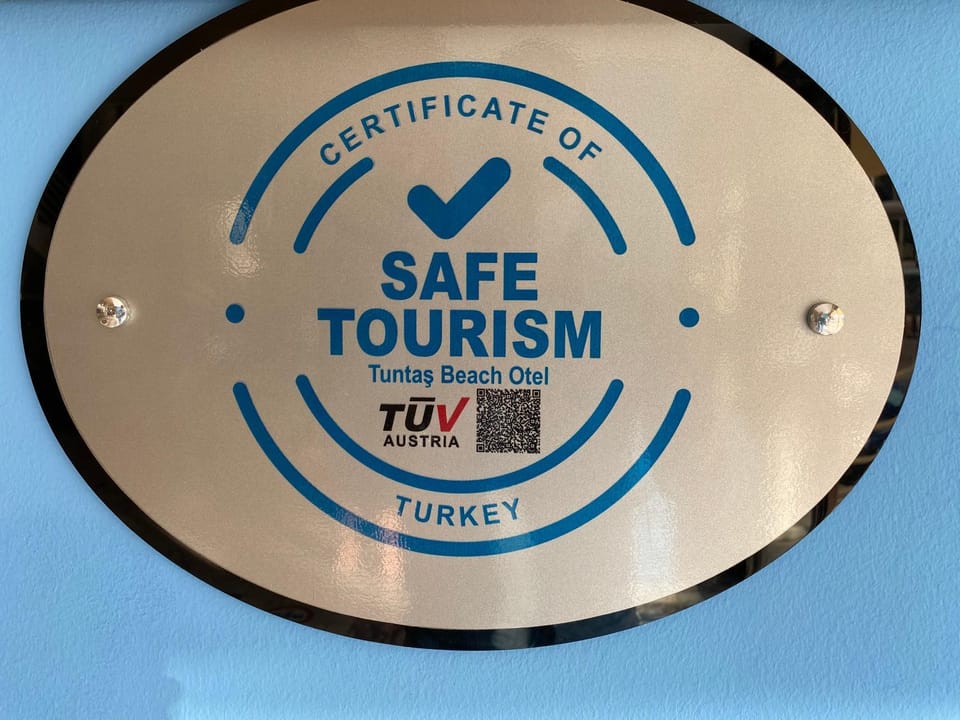 CERTIFICATE OF
SAFE
TOURISM
Tuntaş Beach Otel
TÜV
AUSTRIA
TURKEY